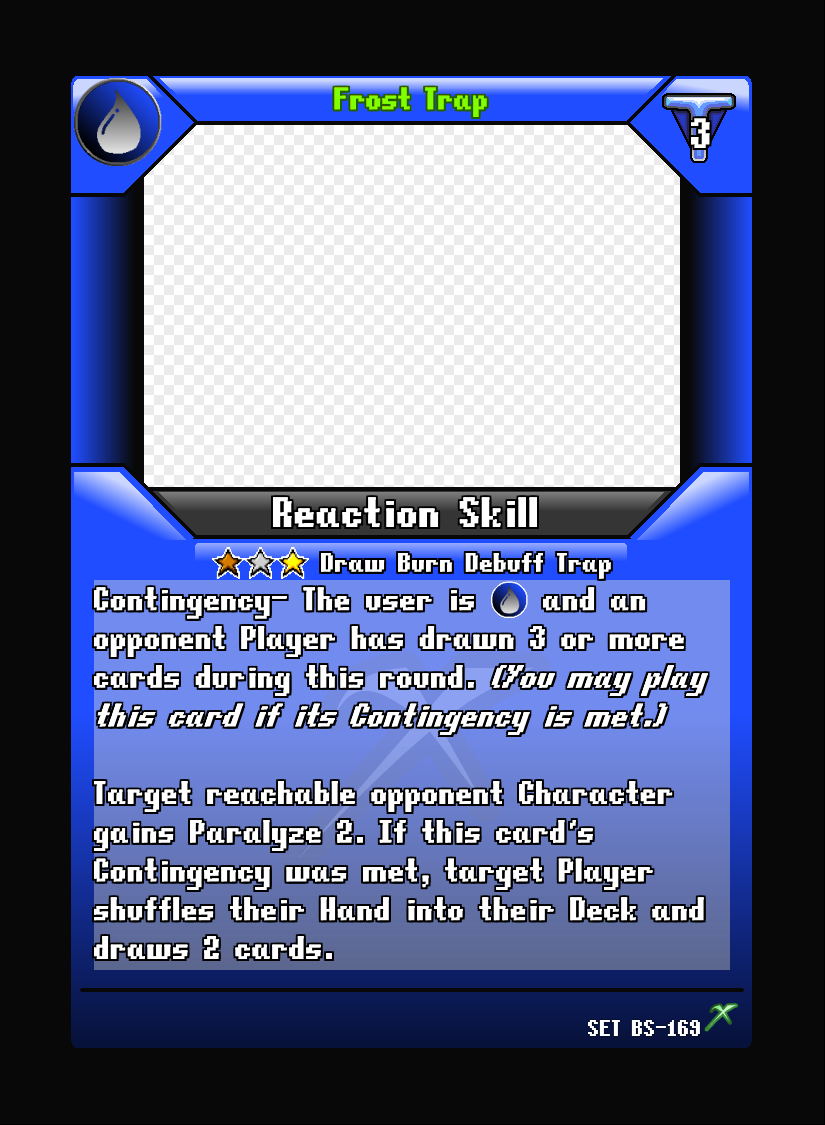 Frost Trap
3
Reaction Skill
Draw Burn Debuff Trap
Contingency- The user is and an
opponent Player has drawn 3 or more
cards during this round. (You may play
this card if its Contingency is met.)
Target reachable opponent Character
gains Paralyze 2. If this card's
Contingency was met, target Player
shuffles their Hand into their Deck and
draws 2 cards.
SET BS-169